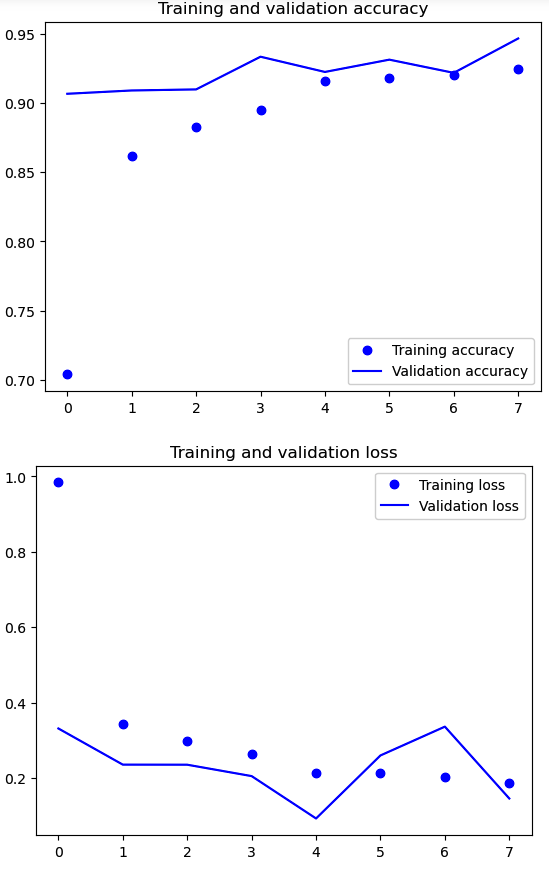 Training and validation accuracy
0.95
0.90
0.85
0.80
0.75
0.70
Training accuracy
Validation accuracy
0 1 2 3 4 5 6 7
Training and validation loss
1.0
0.8
0.6
0.4
0.2
Training loss
Validation loss
0 1 2 3 4 5 6 7